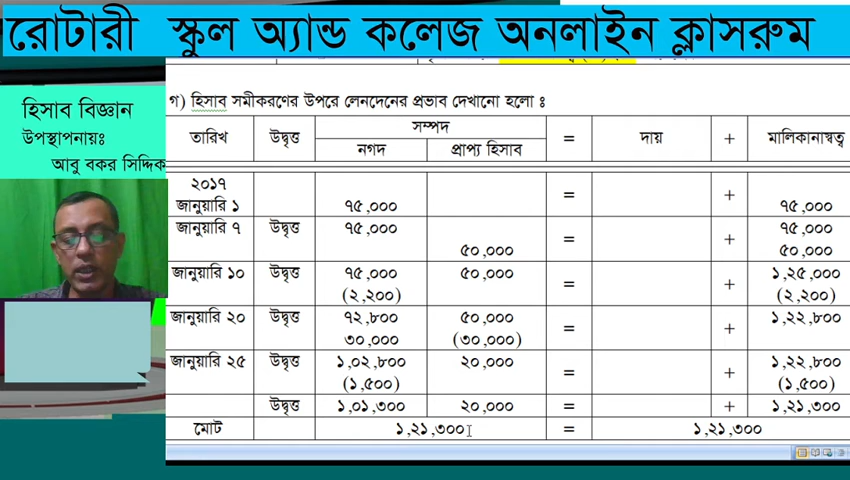 রোটারী স্কুল অ্যান্ড কলেজ অনলাইন ক্লাসরুম
হিসাব বিজ্ঞান
উপস্থাপনায়ঃ
আবু বকর সিদ্দিক
গ) হিসাব সমীকরণের উপরে লেনদেনের প্রভাব দেখানো হলো ঃ
তারিখ উদ্বৃত্ত সম্পদ = দায় + মালিকানাস্বত্ব
নগদ প্রাপ্য হিসাব
২০১৭
জানুয়ারি ১ ৭৫,০০০ = + ৭৫,০০০
জানুয়ারি ৭ উদ্বৃত্ত ৭৫,০০০ = + ৭৫,০০০
৫০,০০০ ৫০,০০০
জানুয়ারি ১০ উদ্বৃত্ত ৭৫,০০০ ৫০,০০০ = + ১,২৫,০০০
(২,২০০) (২,২০০)
জানুয়ারি ২০ উদ্বৃত্ত ৭২,৮০০ ৫০,০০০ = + ১,২২,৮০০
৩০,০০০ (৩০,০০০)
জানুয়ারি ২৫ উদ্বৃত্ত ১,০২,৮০০ ২০,০০০ = + ১,২২,৮০০
(১,৫০০) (১,৫০০)
উদ্বৃত্ত ১,০১,৩০০ ২০,০০০ = + ১,২১,৩০০
মোট ১,২১,৩০০ = ১,২১,৩০০